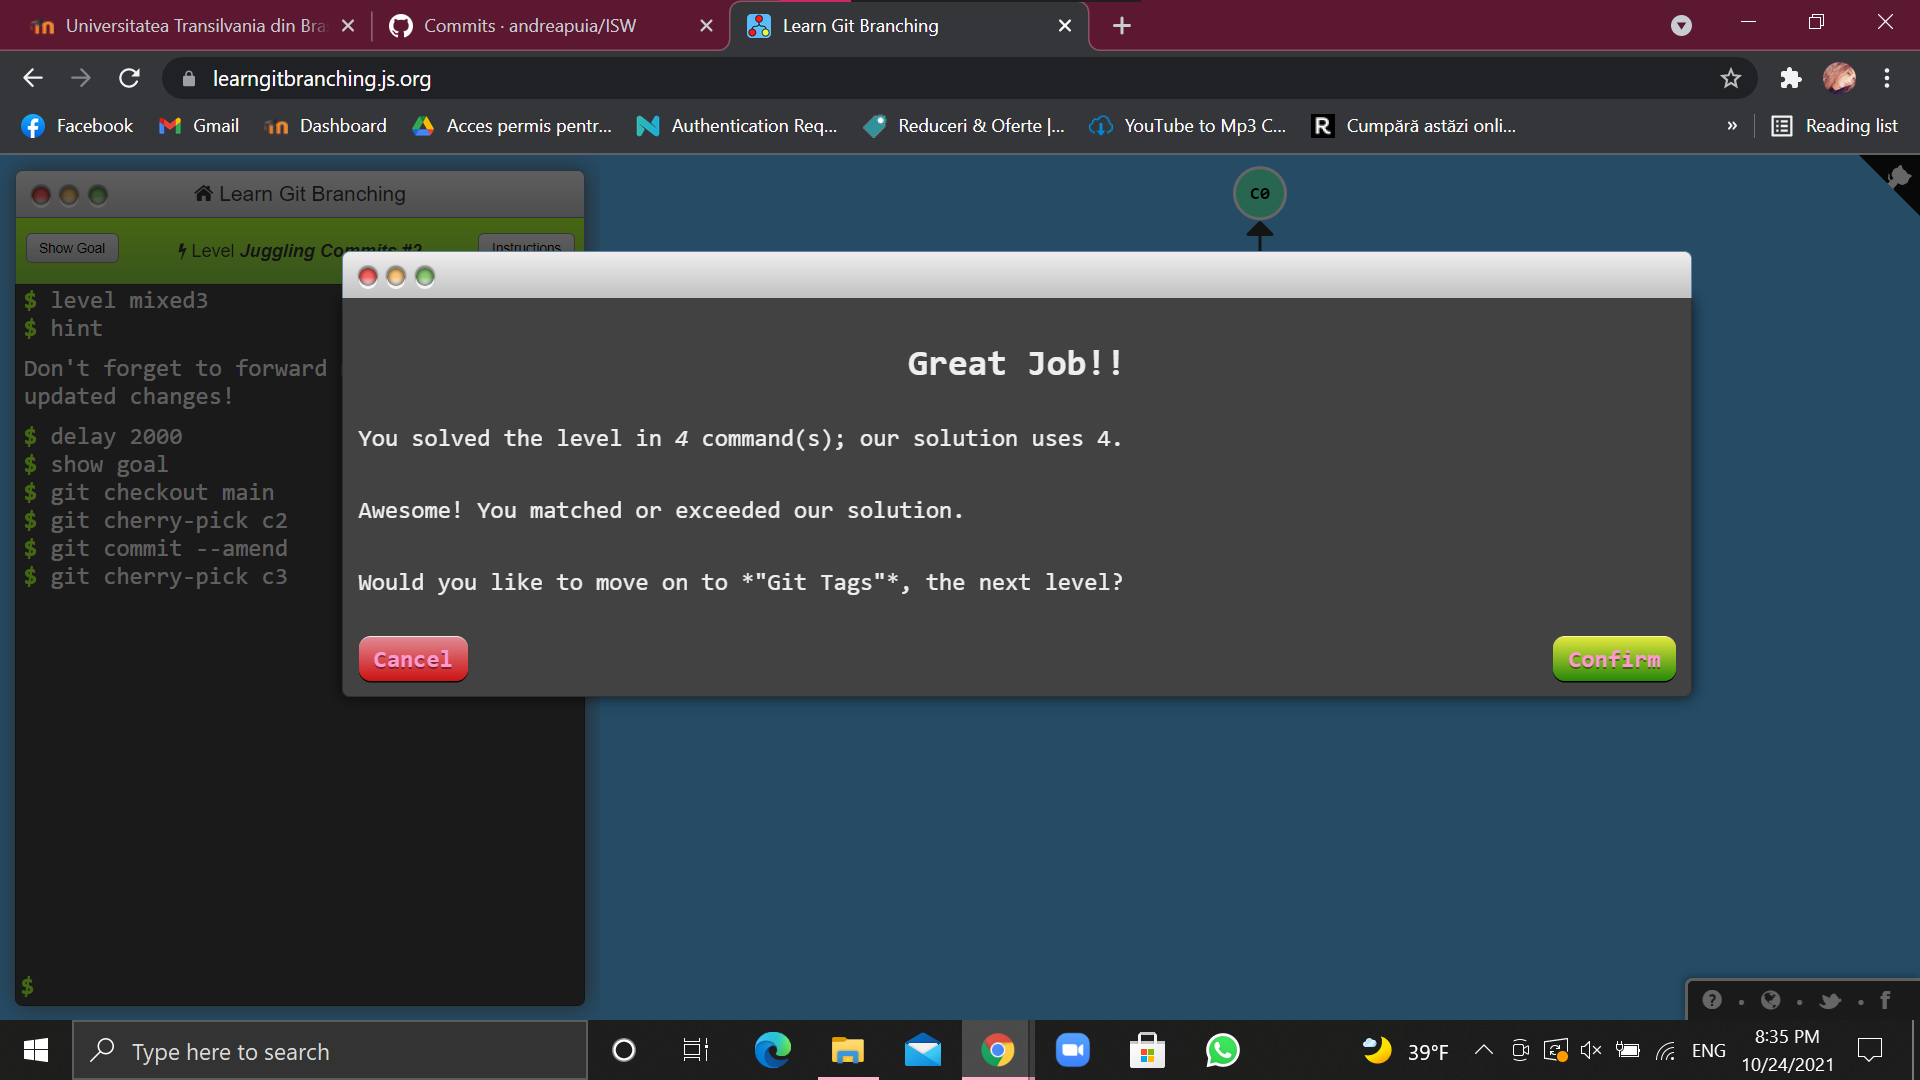 Universitatea Transilvania din Bra
Commits · andreapuia/ISW
Learn Git Branching
learngitbranching.js.org
Facebook
Gmail
Dashboard
Acces permis pentr...
Authentication Req...
Reduceri & Oferte |...
YouTube to Mp3 C...
Cumpără astăzi onli...
»
Reading list
Learn Git Branching
Show Goal
Level Juggling Commits #2
Instructions
C0
$ level mixed3
$ hint
Don't forget to forward
updated changes!
$ delay 2000
$ show goal
$ git checkout main
$ git cherry-pick c2
$ git commit --amend
$ git cherry-pick c3
$
Great Job!!
You solved the level in 4 command(s); our solution uses 4.
Awesome! You matched or exceeded our solution.
Would you like to move on to *"Git Tags"*, the next level?
Cancel
Confirm
Type here to search
39°F
ENG
8:35 PM
10/24/2021